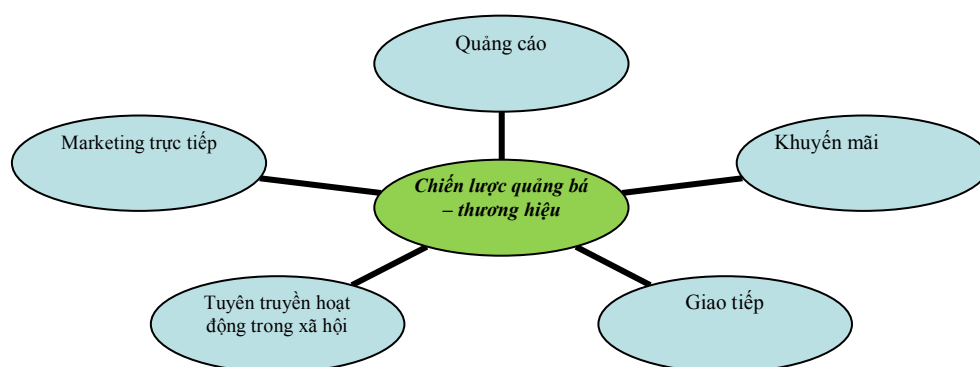 Quảng cáo
Marketing trực tiếp
Khuyến mãi
Chiến lược quảng bá
– thương hiệu
Tuyên truyền hoạt
động trong xã hội
Giao tiếp